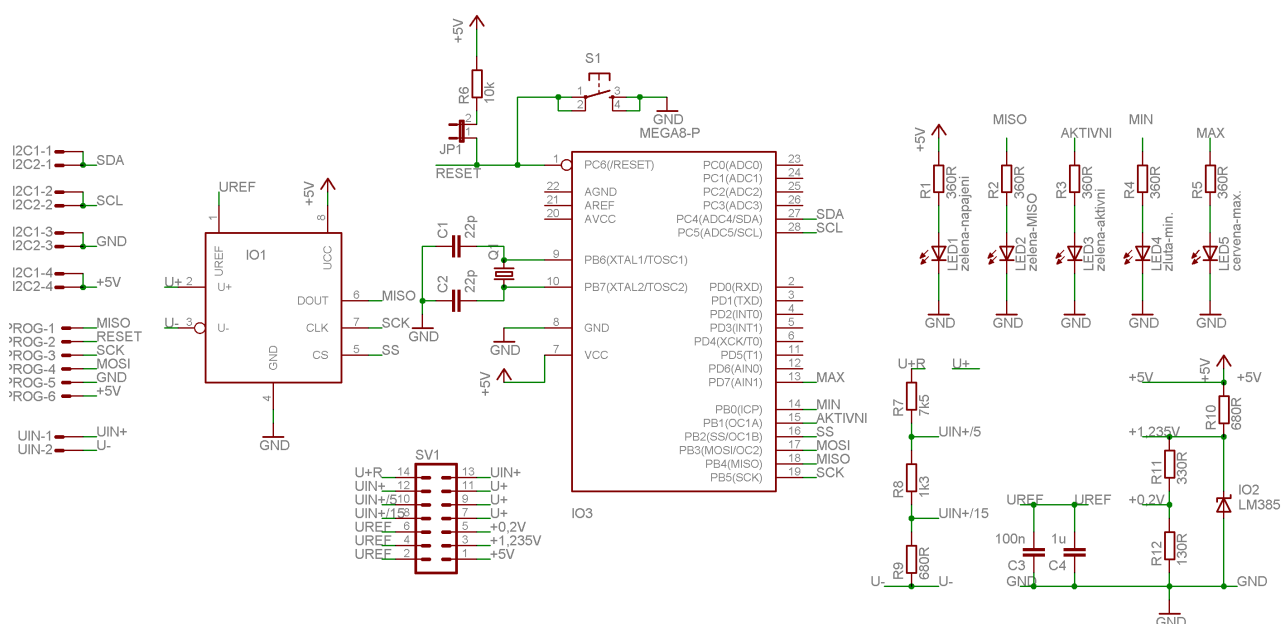 I2C1-1
I2C2-1
SDA
I2C1-2
I2C2-2
SCL
I2C1-3
I2C2-3
GND
I2C1-4
I2C2-4
+5V
PROG-1 MISO
PROG-2 RESET
PROG-3 SCK
PROG-4 MOSI
PROG-5 GND
PROG-6 +5V
UIN-1 UIN+
UIN-2 U-
UREF
+5V
1
8
IO1
UREF
UCC
U+ 2 U+
U- 3 U-
DOUT 6 MISO
CLK 7 SCK
CS 5 SS
GND
4
GND
+5V
R6
10k
2
1
JP1
RESET
S1
1 3
2 4
GND
MEGA8-P
1 PC6(/RESET)
22 AGND
21 AREF
20 AVCC
9 PB6(XTAL1/TOSC1)
10 PB7(XTAL2/TOSC2)
8 GND
7 VCC
C1
22p
C2
22p
Q1
GND
GND
+5V
PC0(ADC0) 23
PC1(ADC1) 24
PC2(ADC2) 25
PC3(ADC3) 26
PC4(ADC4/SDA) 27 SDA
PC5(ADC5/SCL) 28 SCL
PD0(RXD) 2
PD1(TXD) 3
PD2(INT0) 4
PD3(INT1) 5
PD4(XCK/T0) 6
PD5(T1) 11
PD6(AIN0) 12
PD7(AIN1) 13 MAX
PB0(ICP) 14 MIN
PB1(OC1A) 15 AKTIVNI
PB2(SS/OC1B) 16 SS
PB3(MOSI/OC2) 17 MOSI
PB4(MISO) 18 MISO
PB5(SCK) 19 SCK
IO3
SV1
U+R 14 13 UIN+
UIN+ 12 11 U+
UIN+/5 10 9 U+
UIN+/15 8 7 U+
UREF 6 5 +0,2V
UREF 4 3 +1,235V
UREF 2 1 +5V
+5V
R1
360R
LED1
zelena-napajeni
GND
MISO
R2
360R
LED2
zelena-MISO
GND
AKTIVNI
R3
360R
LED3
zelena-aktivni
GND
MIN
R4
360R
LED4
zluta-min.
GND
MAX
R5
360R
LED5
cervena-max.
GND
U+R U+
R7
7k5
UIN+/5
R8
1k3
UIN+/15
R9
680R
U- U-
UREF UREF
100n 1u
C3 C4
GND
+5V
+5V
+5V
R10
680R
+1,235V
R11
330R
+0,2V
R12
130R
IO2
LM385
GND
GND